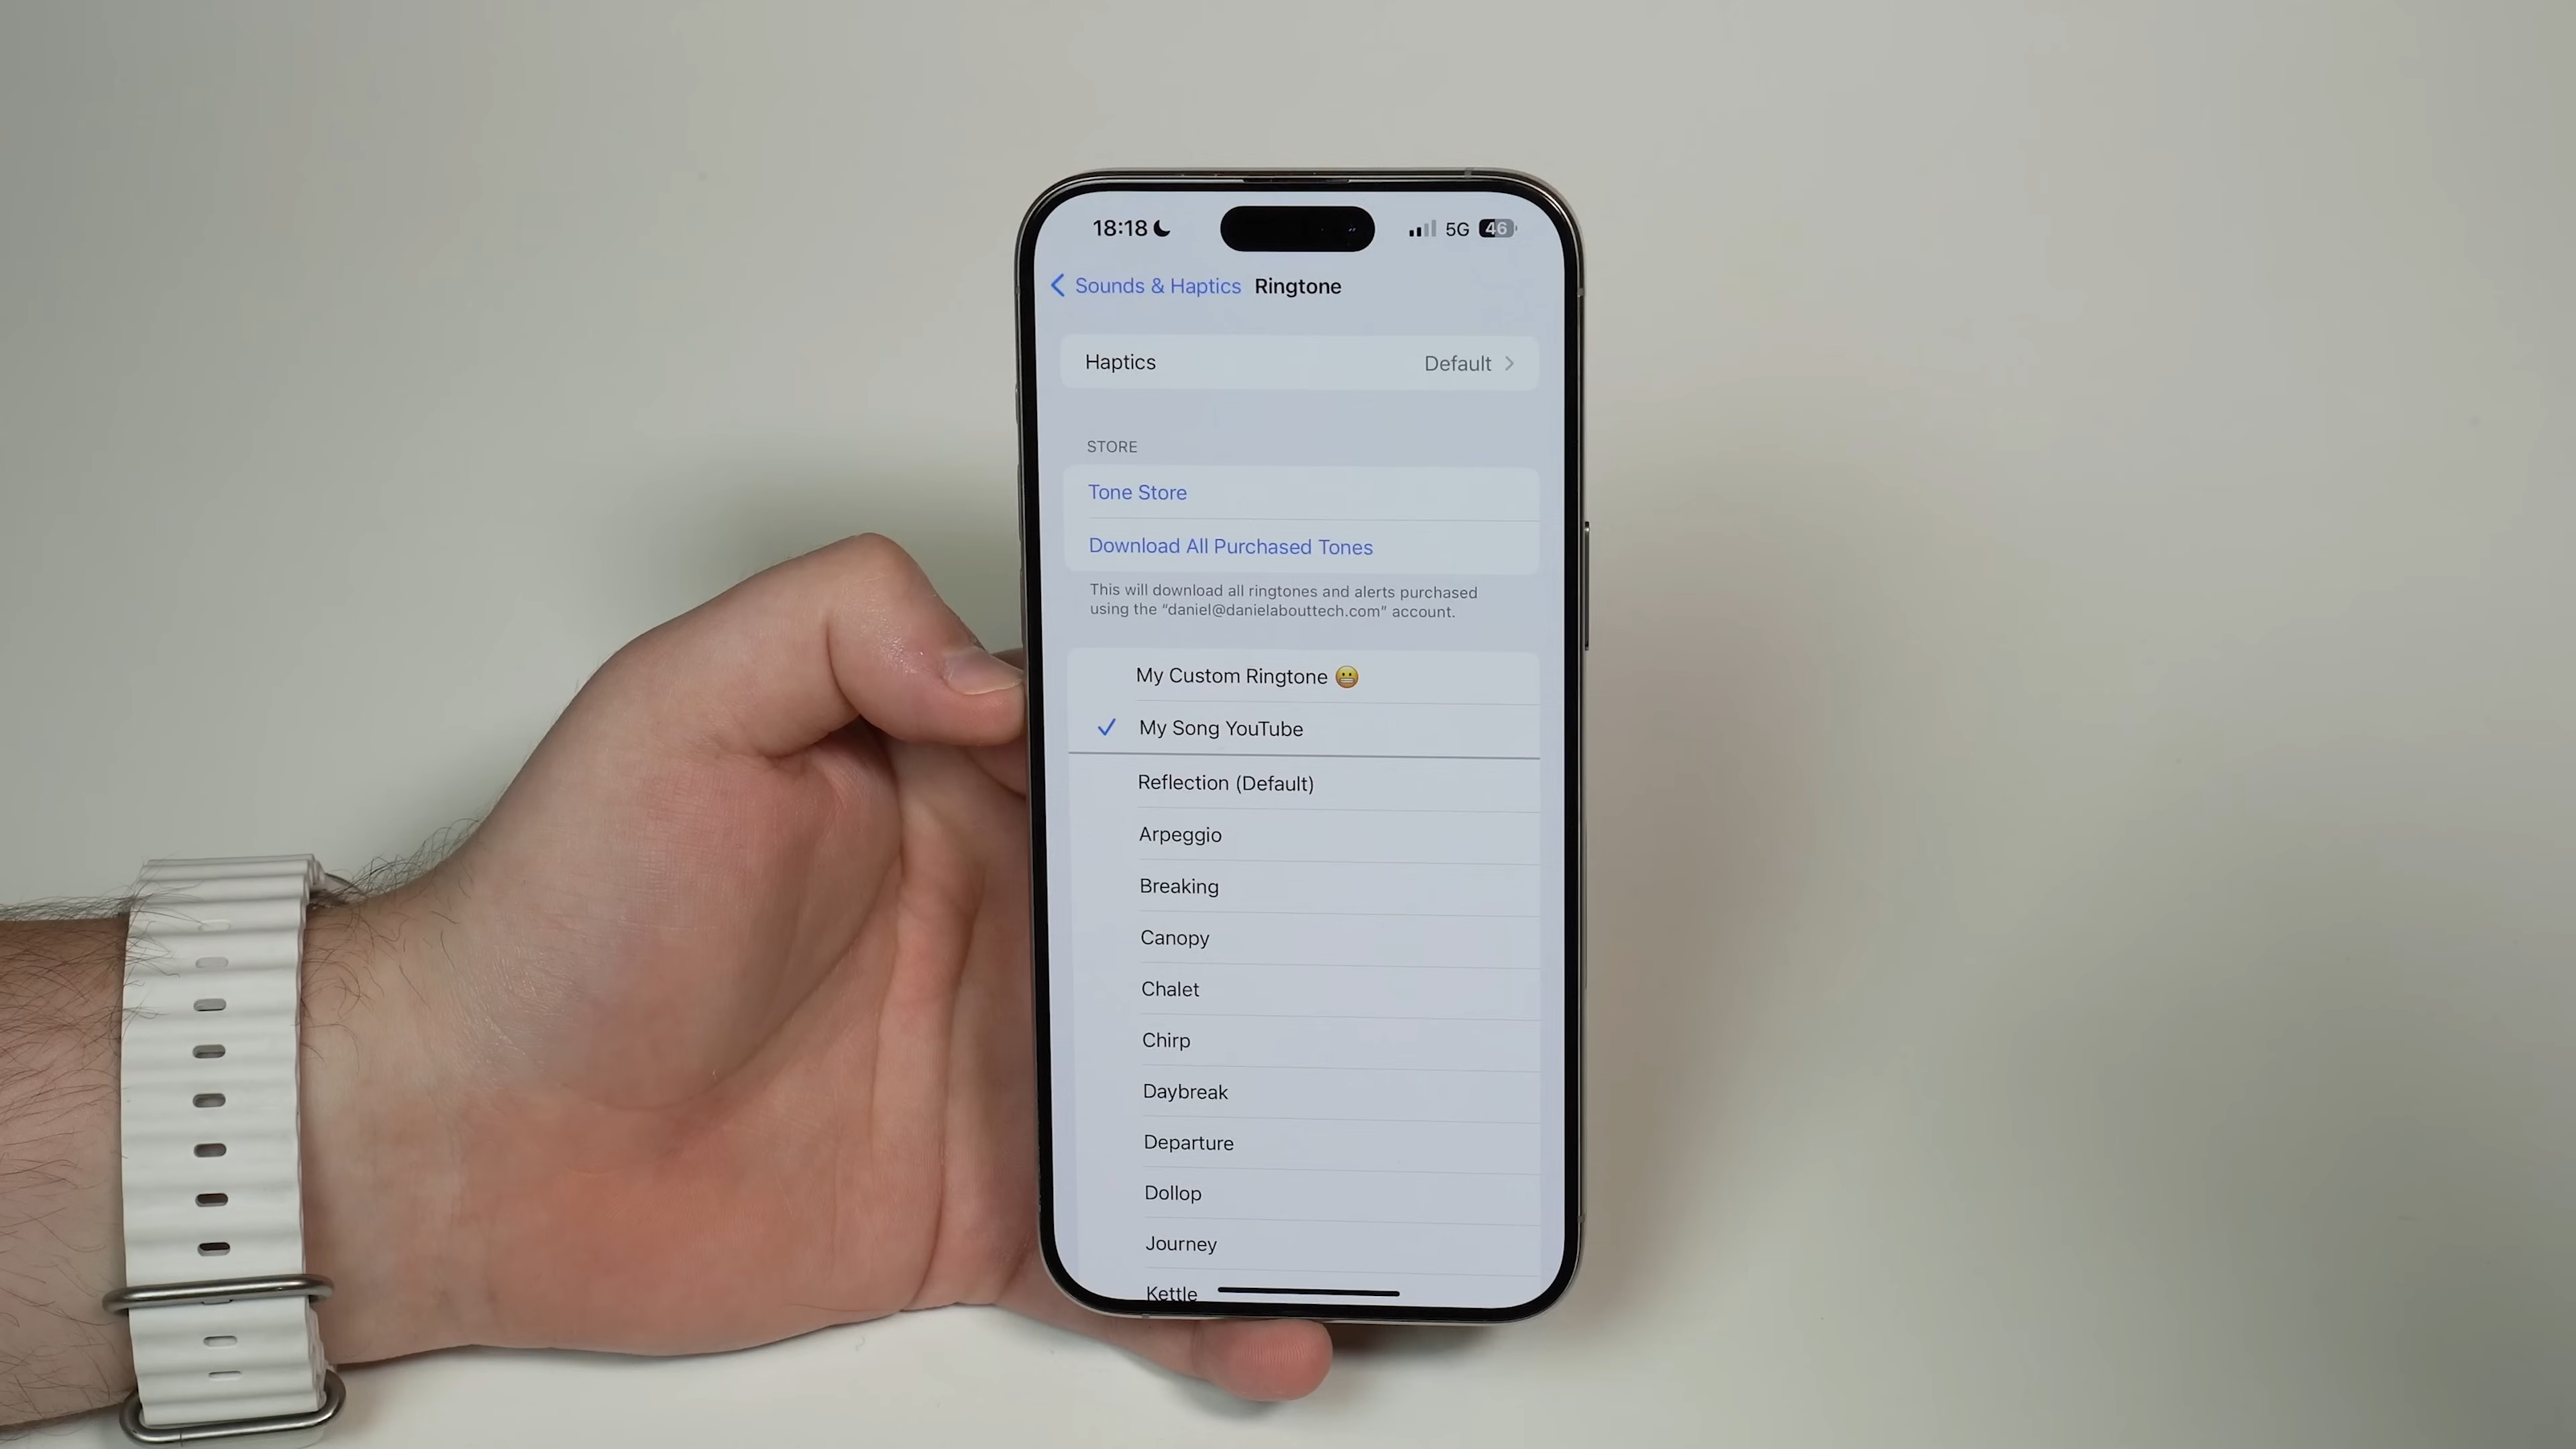 18:18 5G 46
Sounds & Haptics Ringtone
Haptics Default
STORE
Tone Store
Download All Purchased Tones
This will download all ringtones and alerts purchased
using the “daniel@danielabouttech.com” account.
My Custom Ringtone 😬
My Song YouTube
Reflection (Default)
Arpeggio
Breaking
Canopy
Chalet
Chirp
Daybreak
Departure
Dollop
Journey
Kettle